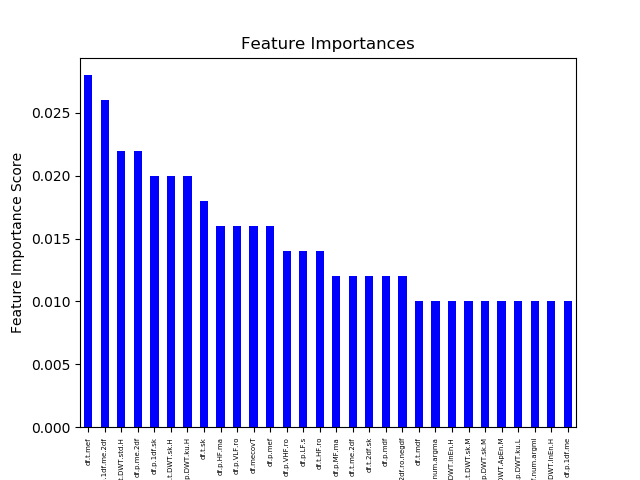 Feature Importances
Feature Importance Score
0.025
0.020
0.015
0.010
0.005
0.000
df.t.mef
.1df.me.2df
t.DWT.std.H
df.p.me.2df
df.p.1df.sk
.t.DWT.sk.H
p.DWT.ku.H
df.t.sk
df.p.HF.ma
df.p.VLF.ro
df.mecovT
df.p.mef
df.p.VHF.ro
df.p.LF.s
df.t.HF.ro
df.p.MF.ma
df.t.me.2df
df.t.2df.sk
df.p.mdf
2df.ro.negdf
df.t.mdf
num.argma
DWT.InEn.H
.t.DWT.sk.M
p.DWT.sk.M
DWT.ApEn.M
p.DWT.ku.L
f.num.argmi
DWT.InEn.H
df.p.1df.me